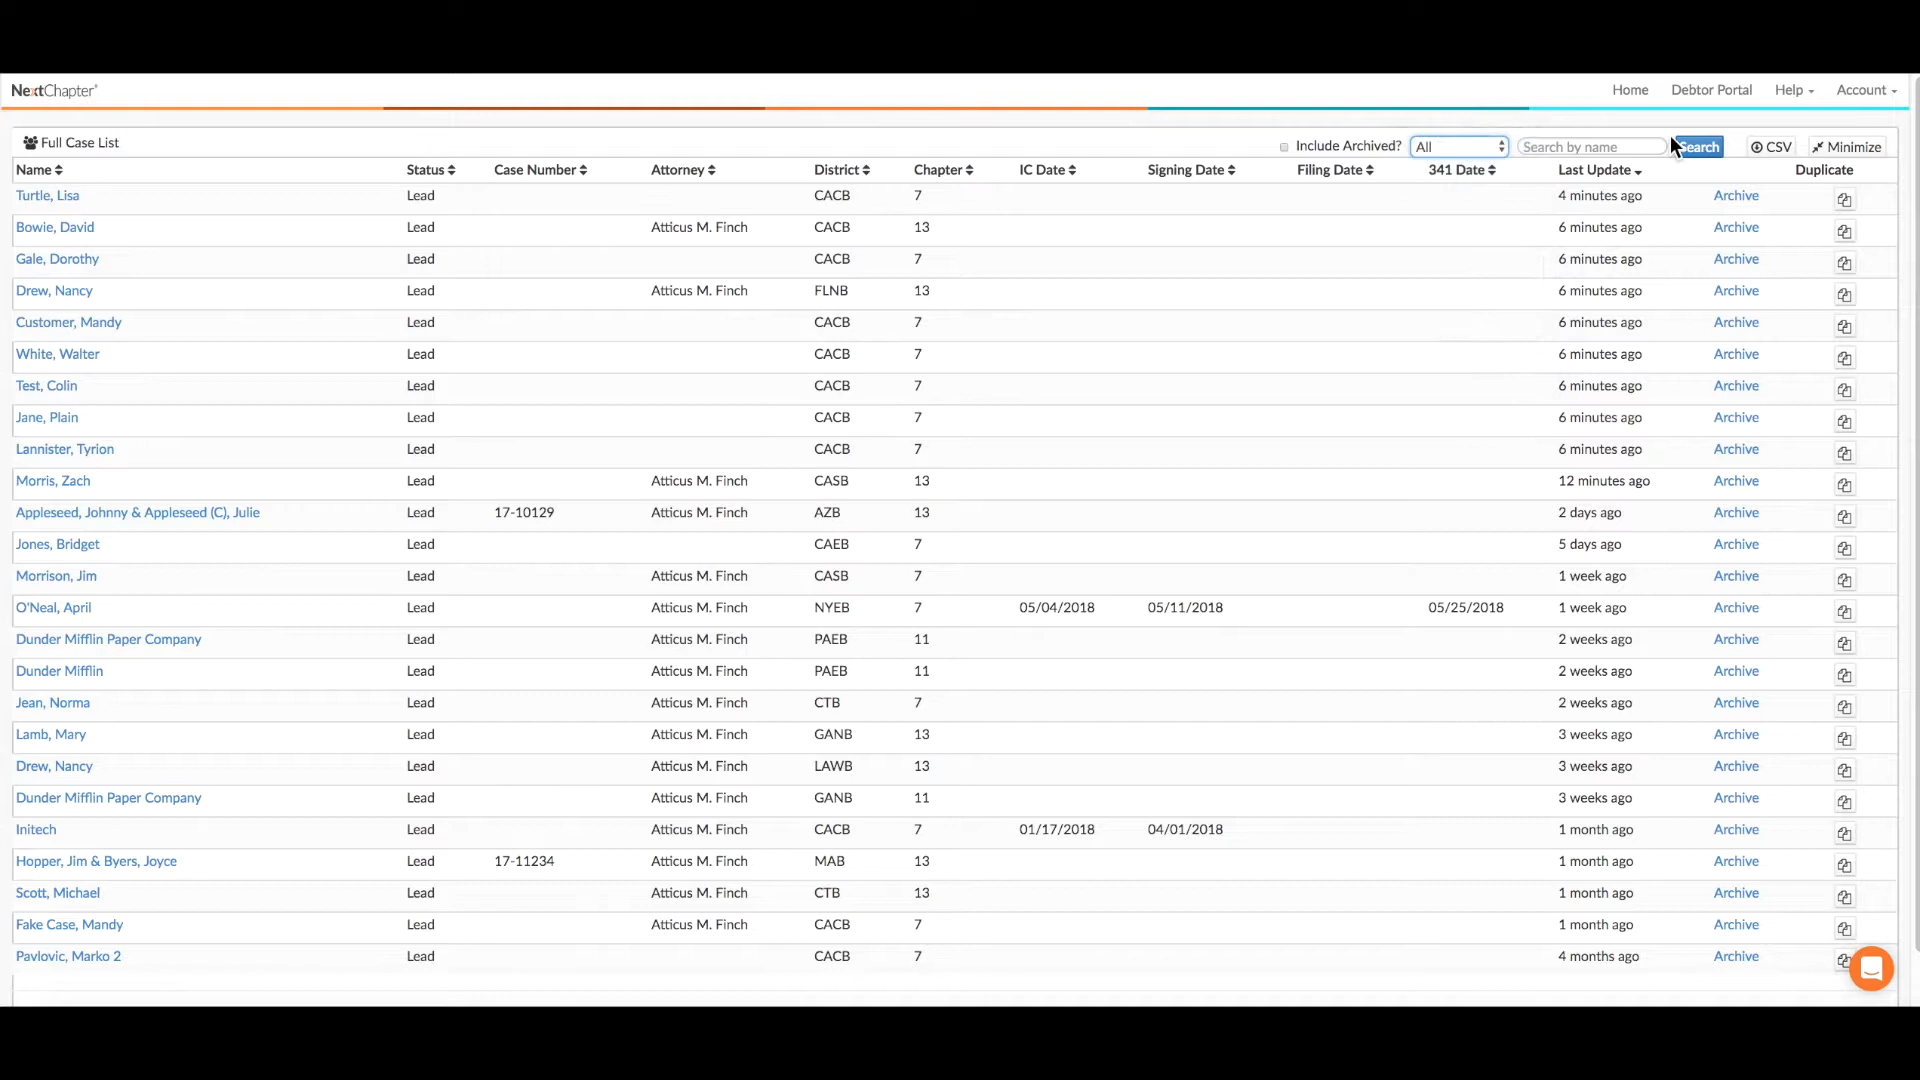 NextChapter®
Home Debtor Portal Help Account
Full Case List Include Archived? All Search by name Search CSV Minimize
Name Status Case Number Attorney District Chapter IC Date Signing Date Filing Date 341 Date Last Update Duplicate
Turtle, Lisa Lead CACB 7 4 minutes ago Archive
Bowie, David Lead Atticus M. Finch CACB 13 6 minutes ago Archive
Gale, Dorothy Lead CACB 7 6 minutes ago Archive
Drew, Nancy Lead Atticus M. Finch FLNB 13 6 minutes ago Archive
Customer, Mandy Lead CACB 7 6 minutes ago Archive
White, Walter Lead CACB 7 6 minutes ago Archive
Test, Colin Lead CACB 7 6 minutes ago Archive
Jane, Plain Lead CACB 7 6 minutes ago Archive
Lannister, Tyrion Lead CACB 7 6 minutes ago Archive
Morris, Zach Lead Atticus M. Finch CASB 13 12 minutes ago Archive
Appleseed, Johnny & Appleseed (C), Julie Lead 17-10129 Atticus M. Finch AZB 13 2 days ago Archive
Jones, Bridget Lead CAEB 7 5 days ago Archive
Morrison, Jim Lead Atticus M. Finch CASB 7 1 week ago Archive
O'Neal, April Lead Atticus M. Finch NYEB 7 05/04/2018 05/11/2018 05/25/2018 1 week ago Archive
Dunder Mifflin Paper Company Lead Atticus M. Finch PAEB 11 2 weeks ago Archive
Dunder Mifflin Lead Atticus M. Finch PAEB 11 2 weeks ago Archive
Jean, Norma Lead Atticus M. Finch CTB 7 2 weeks ago Archive
Lamb, Mary Lead Atticus M. Finch GANB 13 3 weeks ago Archive
Drew, Nancy Lead Atticus M. Finch LAWB 13 3 weeks ago Archive
Dunder Mifflin Paper Company Lead Atticus M. Finch GANB 11 3 weeks ago Archive
Initech Lead Atticus M. Finch CACB 7 01/17/2018 04/01/2018 1 month ago Archive
Hopper, Jim & Byers, Joyce Lead 17-11234 Atticus M. Finch MAB 13 1 month ago Archive
Scott, Michael Lead Atticus M. Finch CTB 13 1 month ago Archive
Fake Case, Mandy Lead Atticus M. Finch CACB 7 1 month ago Archive
Pavlovic, Marko 2 Lead CACB 7 4 months ago Archive